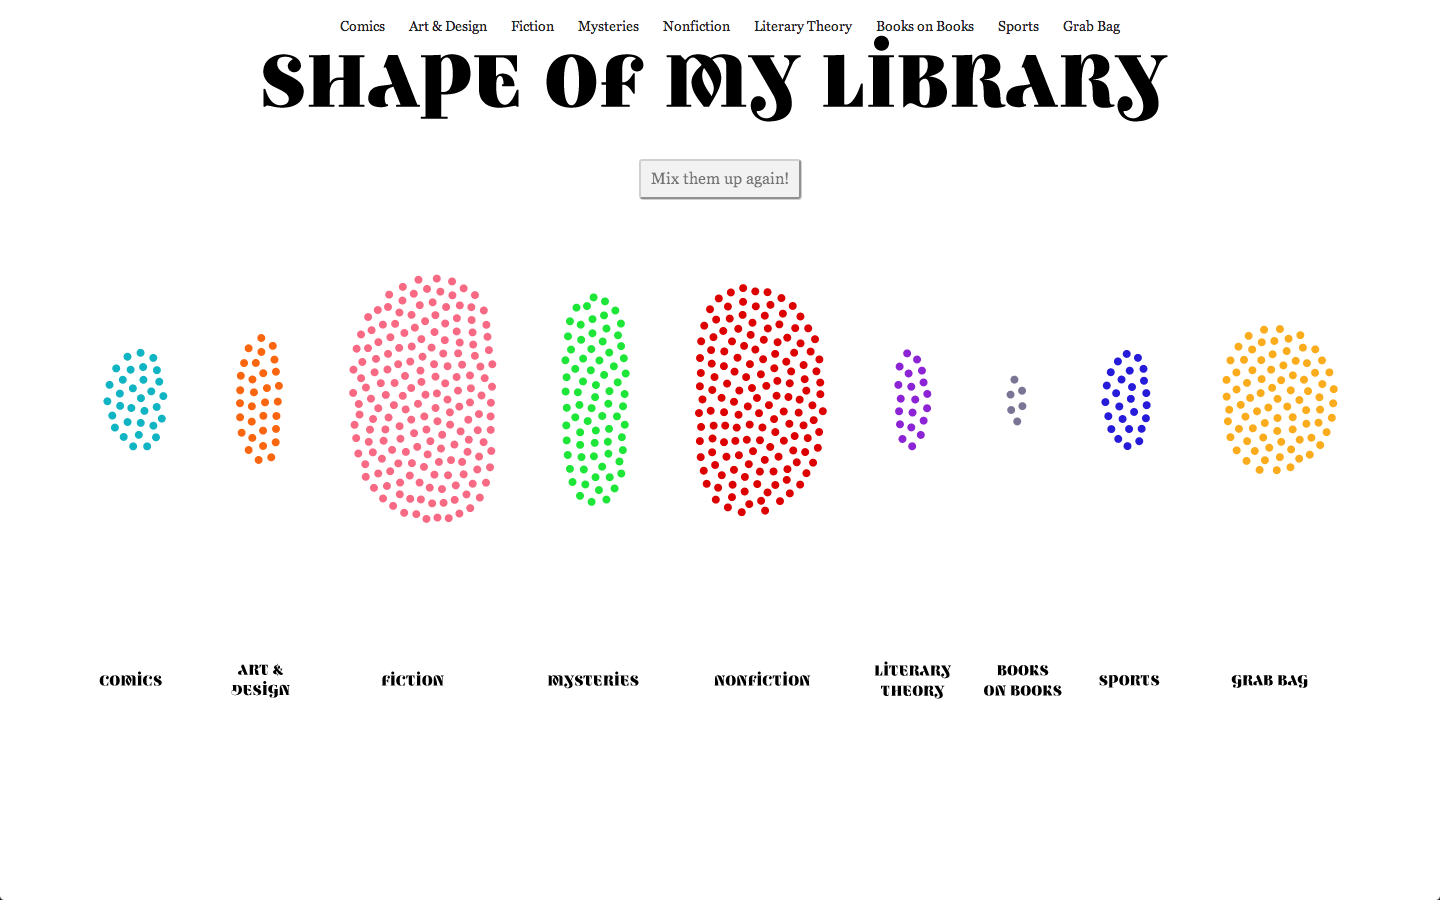 Comics Art & Design Fiction Mysteries Nonfiction Literary Theory Books on Books Sports Grab Bag
SHAPE OF MY LIBRARY
Mix them up again!
COMICS
ART &
DESIGN
FICTION
MYSTERIES
NONFICTION
LITERARY
THEORY
BOOKS
ON BOOKS
SPORTS
GRAB BAG